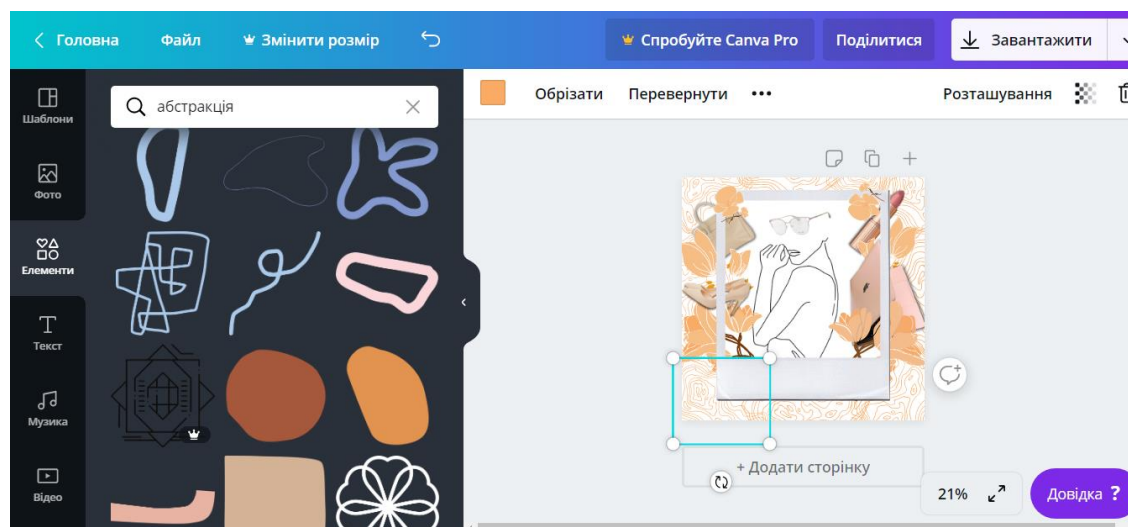 Головна Файл Змінити розмір Спробуйте Canva Pro Поділитися Завантажити
Шаблони
Фото
Елементи
Текст
Музика
Відео
абстракція
Обрізати Перевернути ••• Розташування
+ Додати сторінку
21% Довідка ?